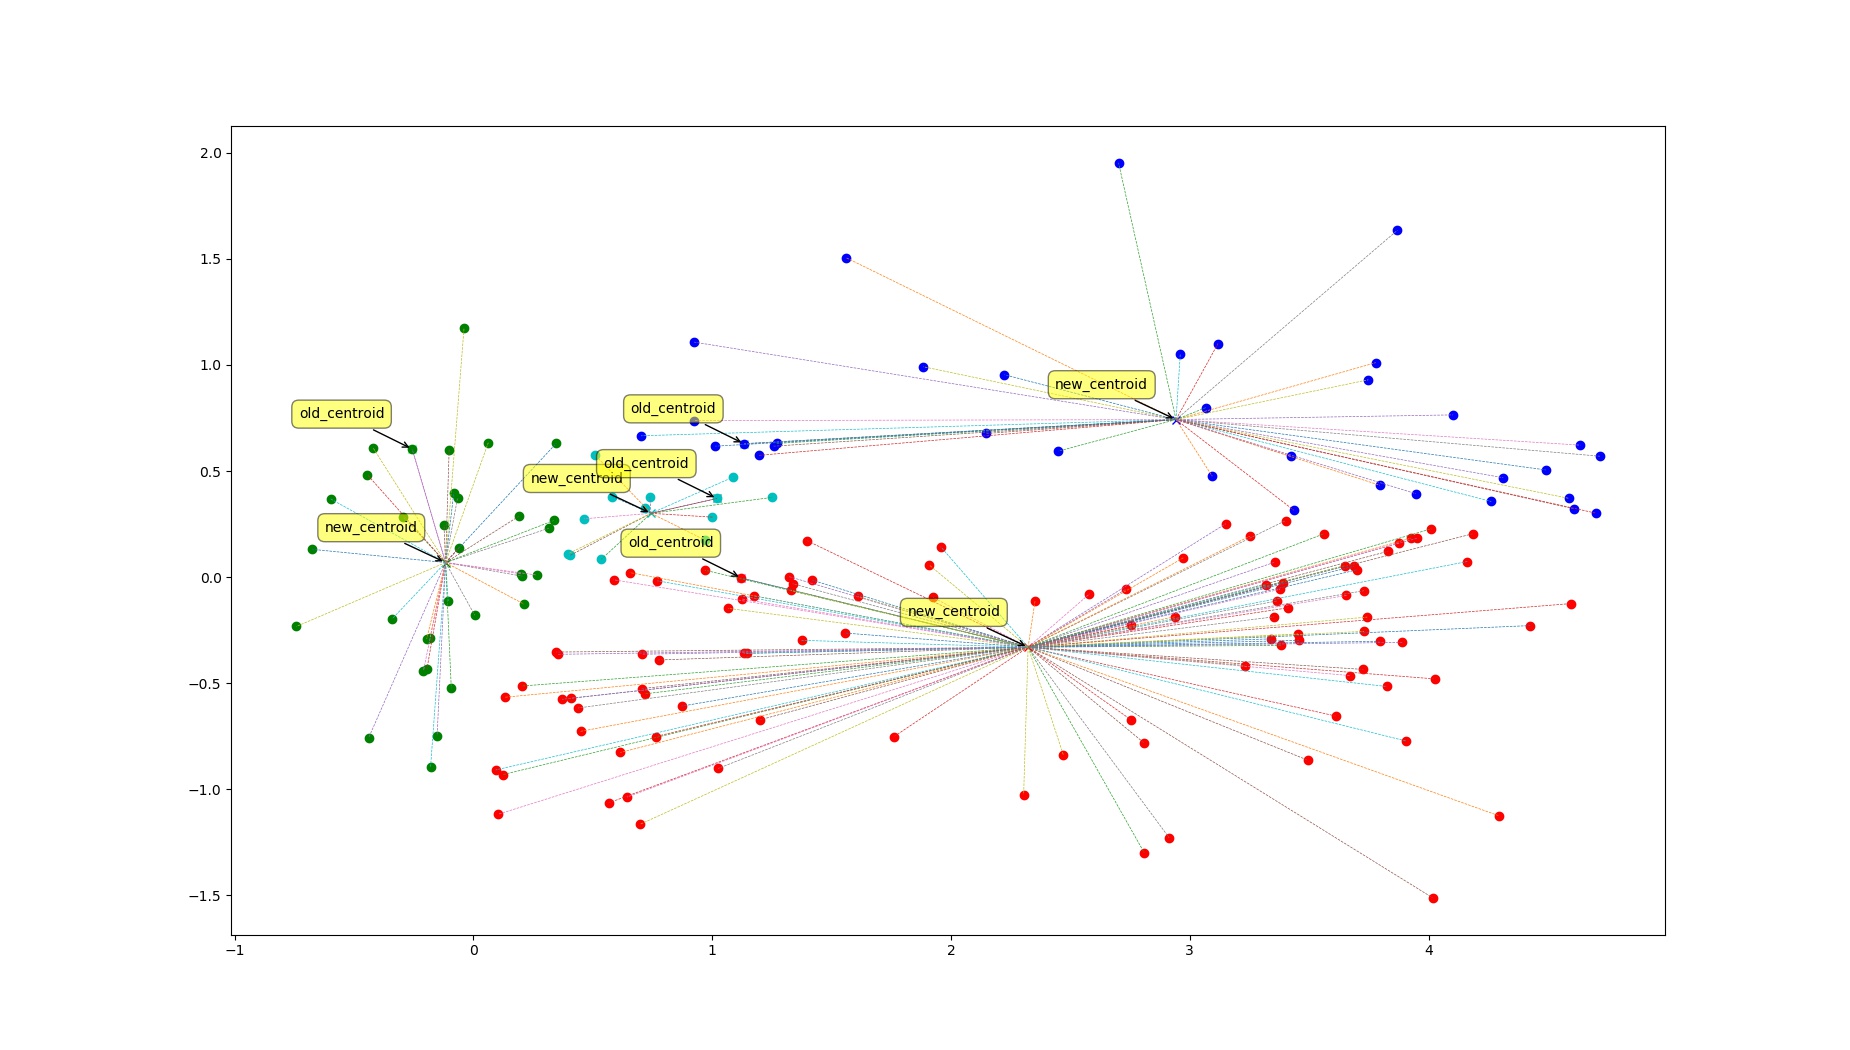 2.0
1.5
1.0
0.5
0.0
−0.5
−1.0
−1.5
new_centroid
old_centroid
old_centroid
old_centroid
new_centroid
new_centroid
old_centroid
new_centroid
−1
0
1
2
3
4